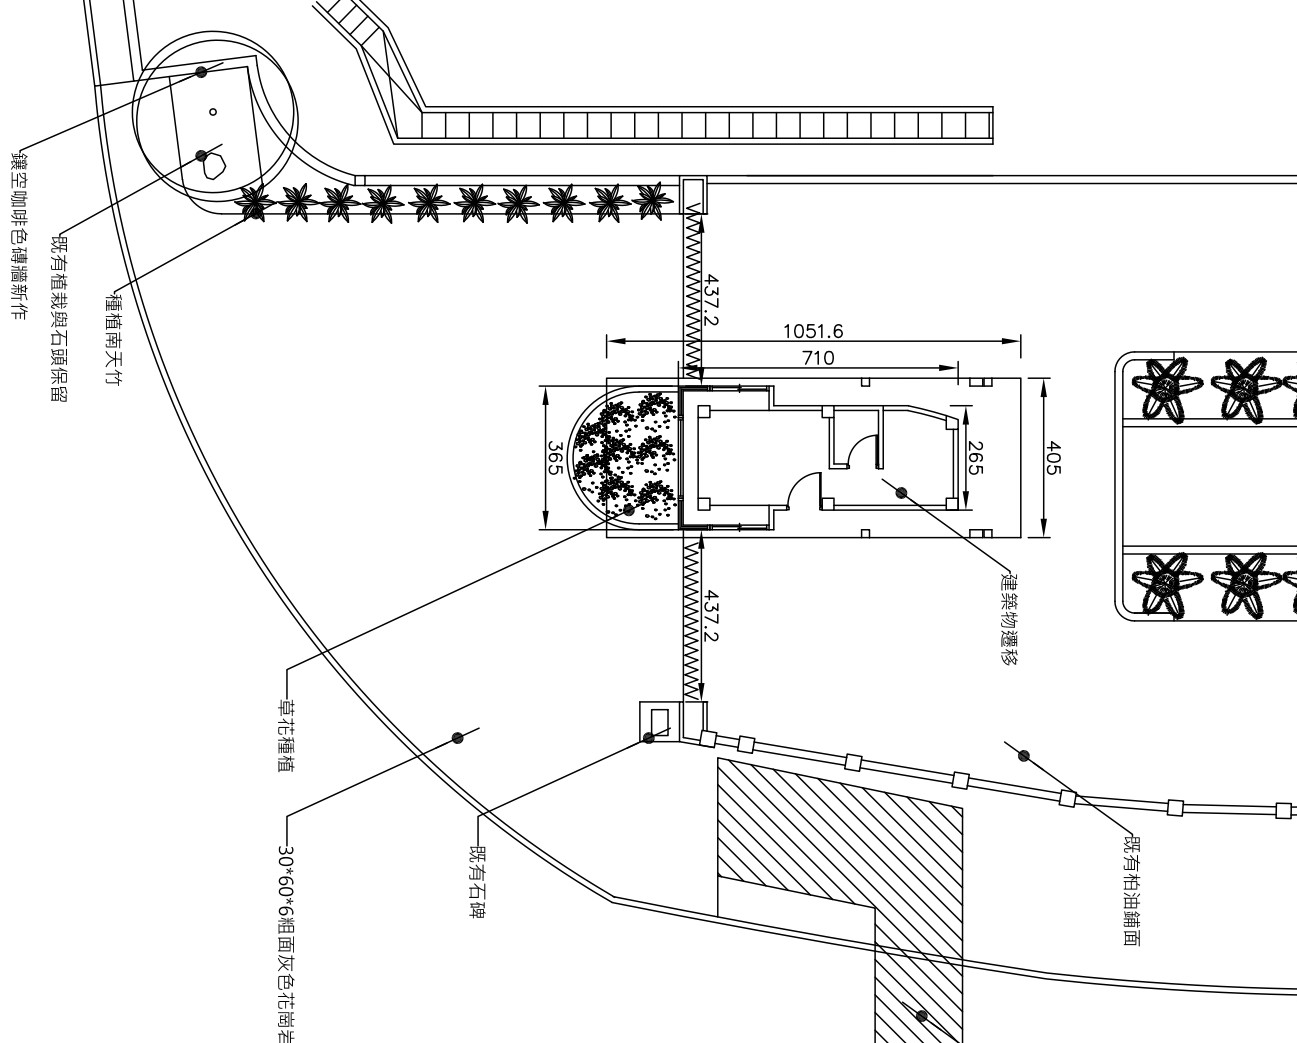 鏤空咖啡色磚牆新作
既有植栽與石頭保留
種植南天竹
437.2
1051.6
710
365
265
405
437.2
建築物遷移
草花種植
30*60*6粗面灰色花崗岩
既有石碑
既有柏油鋪面